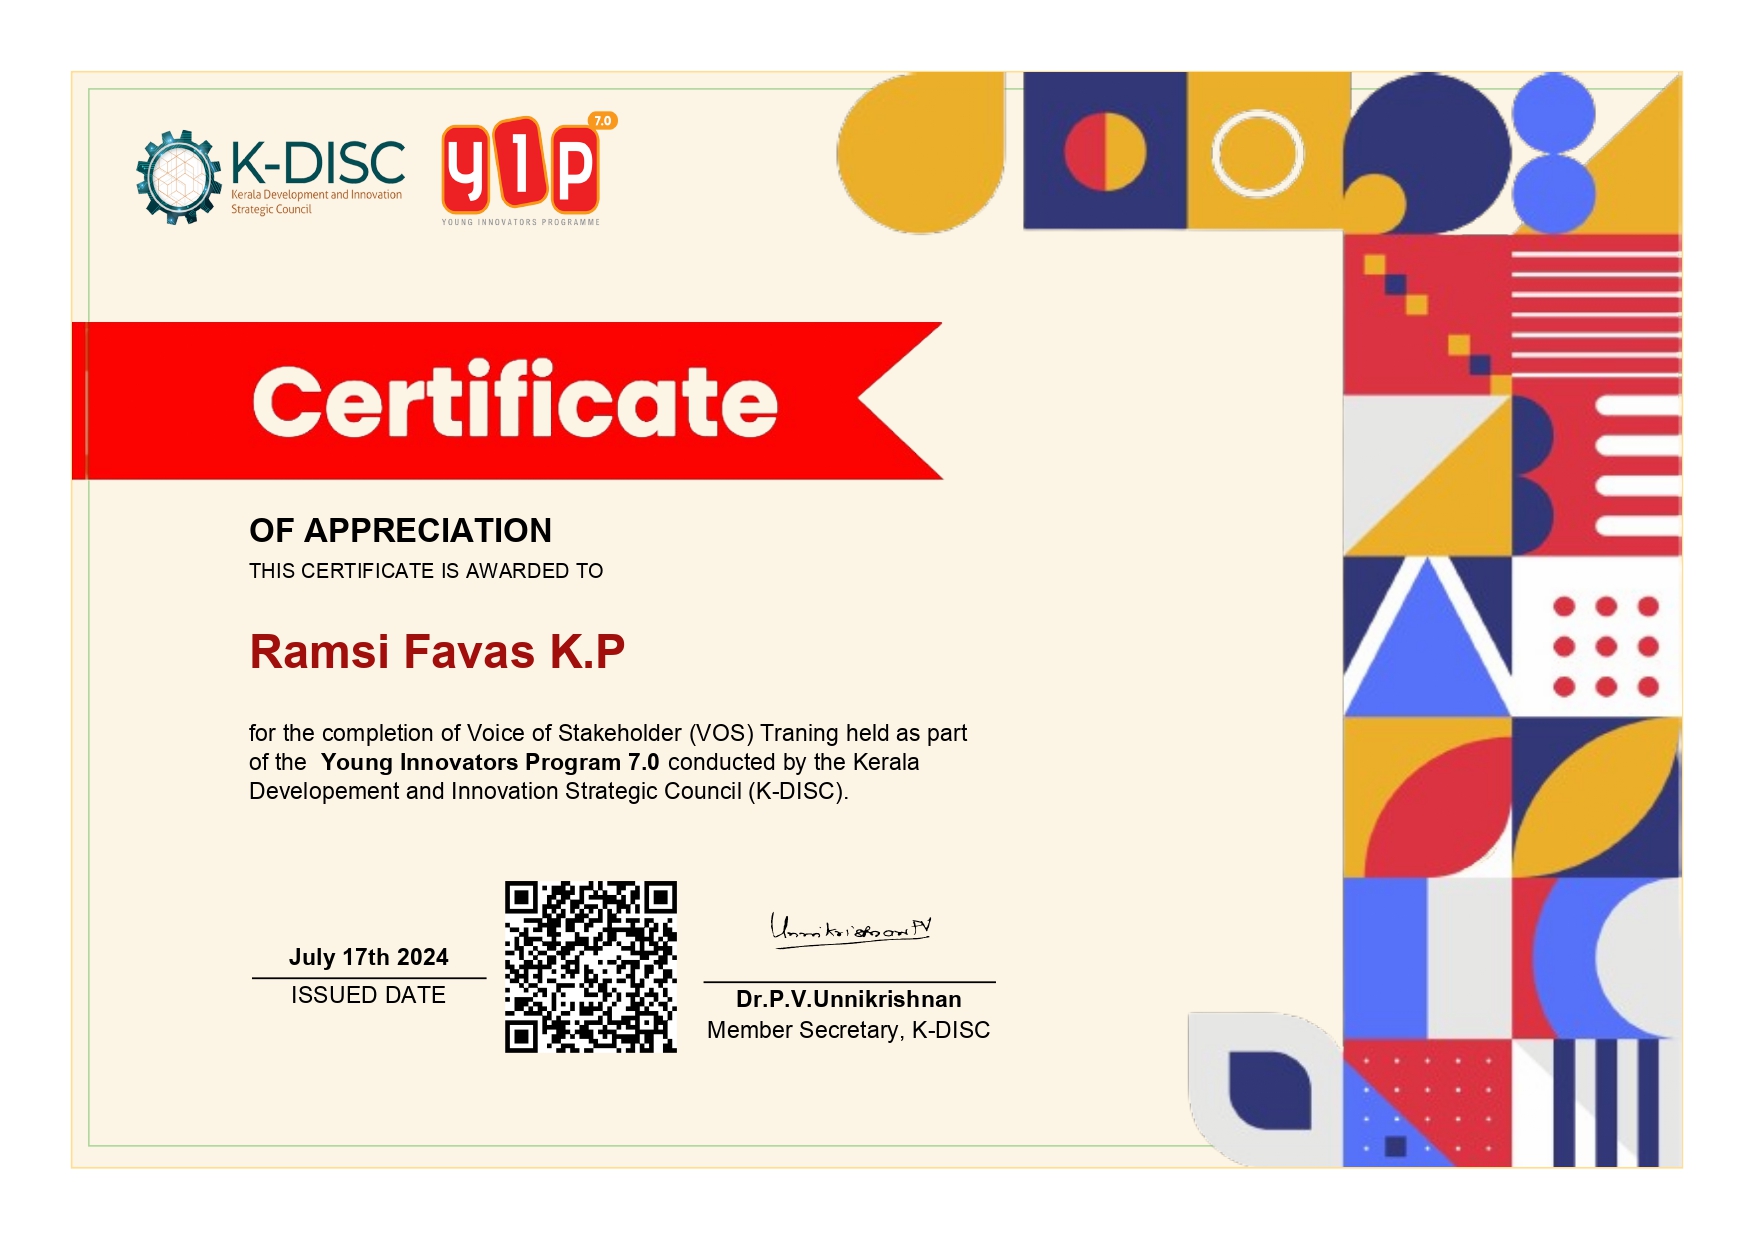 K-DISC
Kerala Development and Innovation
Strategic Council
y1p
7.0
YOUNG INNOVATORS PROGRAMME
Certificate
OF APPRECIATION
THIS CERTIFICATE IS AWARDED TO
Ramsi Favas K.P
for the completion of Voice of Stakeholder (VOS) Traning held as part
of the Young Innovators Program 7.0 conducted by the Kerala
Developement and Innovation Strategic Council (K-DISC).
July 17th 2024
ISSUED DATE
Unnikrishnan PV
Dr.P.V.Unnikrishnan
Member Secretary, K-DISC